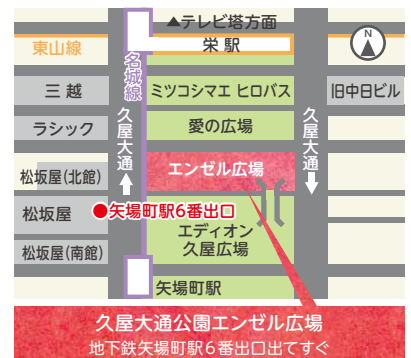 ▲テレビ塔方面
N
東山線
栄 駅
名城線
三 越
ミツコシマエ ヒロバス
旧中日ビル
ラシック
久屋大通
愛の広場
久屋大通
松坂屋(北館)
エンゼル広場
松坂屋
●矢場町駅6番出口
エディオン
久屋広場
松坂屋(南館)
矢場町駅
久屋大通公園エンゼル広場
地下鉄矢場町駅6番出口出てすぐ